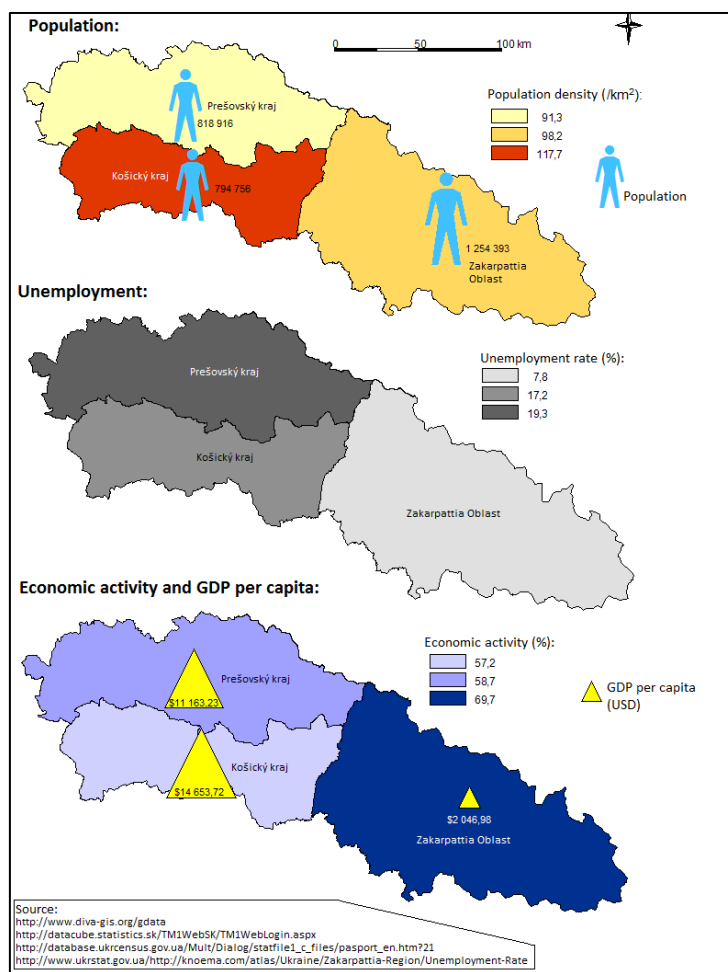 Population:
0 50 100 km
Prešovský kraj
818 916
Košický kraj
794 756
1 254 393
Zakarpattia
Oblast
Population density (/km²):
91,3
98,2
117,7
Population
Unemployment:
Prešovský kraj
Košický kraj
Zakarpattia Oblast
Unemployment rate (%):
7,8
17,2
19,3
Economic activity and GDP per capita:
Prešovský kraj
$11 163,23
Košický kraj
$14 653,72
$2 046,98
Zakarpattia Oblast
Economic activity (%):
57,2
58,7
69,7
GDP per capita
(USD)
Source:
http://www.diva-gis.org/gdata
http://datacube.statistics.sk/TM1WebSK/TM1WebLogin.aspx
http://database.ukrcensus.gov.ua/Mult/Dialog/statfile1_c_files/pasport_en.htm?21
http://www.ukrstat.gov.ua/http://knoema.com/atlas/Ukraine/Zakarpattia-Region/Unemployment-Rate